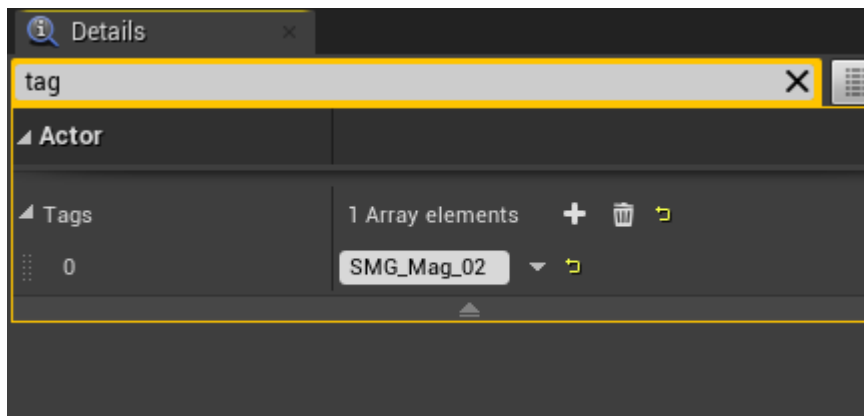 Details
tag
Actor
Tags 1 Array elements
0 SMG_Mag_02